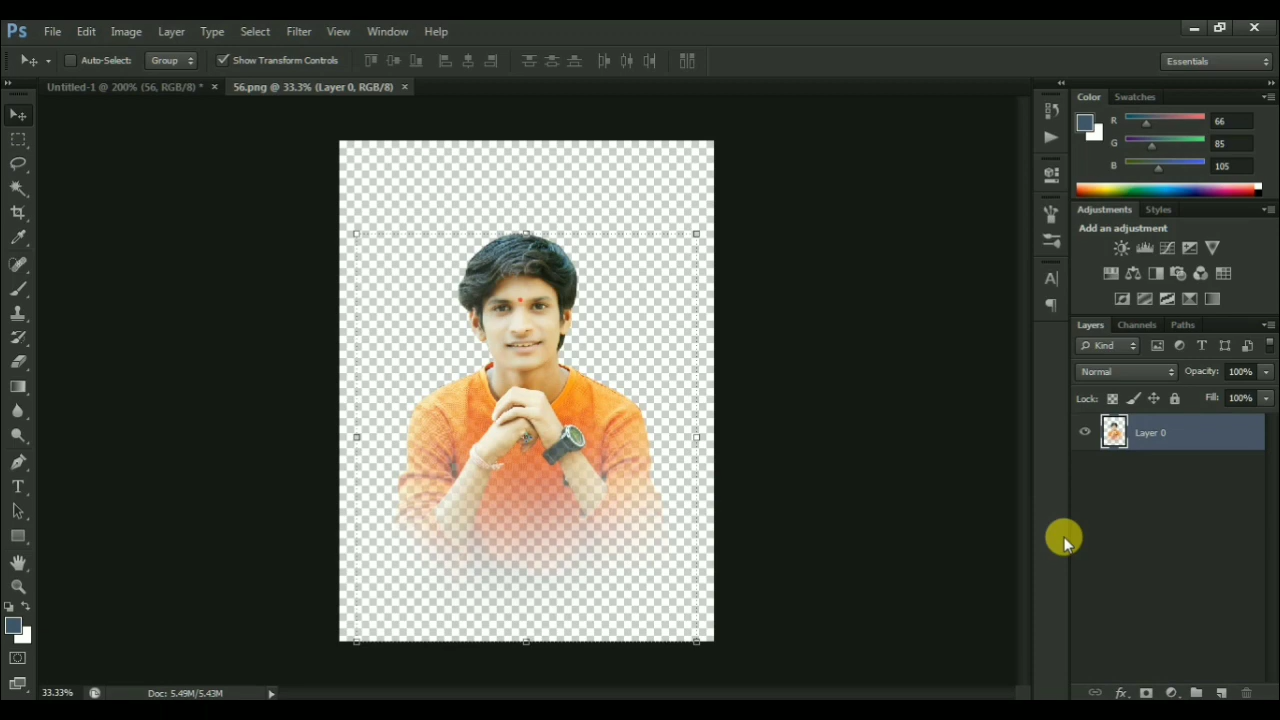 Ps File Edit Image Layer Type Select Filter View Window Help
Auto-Select: Group Show Transform Controls Essentials
Untitled-1 @ 200% (56, RGB/8) * × 56.png @ 33.3% (Layer 0, RGB/8) ×
Color Swatches
R 66
G 85
B 105
Adjustments Styles
Add an adjustment
Layers Channels Paths
Kind
Normal Opacity: 100%
Lock: Fill: 100%
Layer 0
33.33% Doc: 5.49M/5.43M